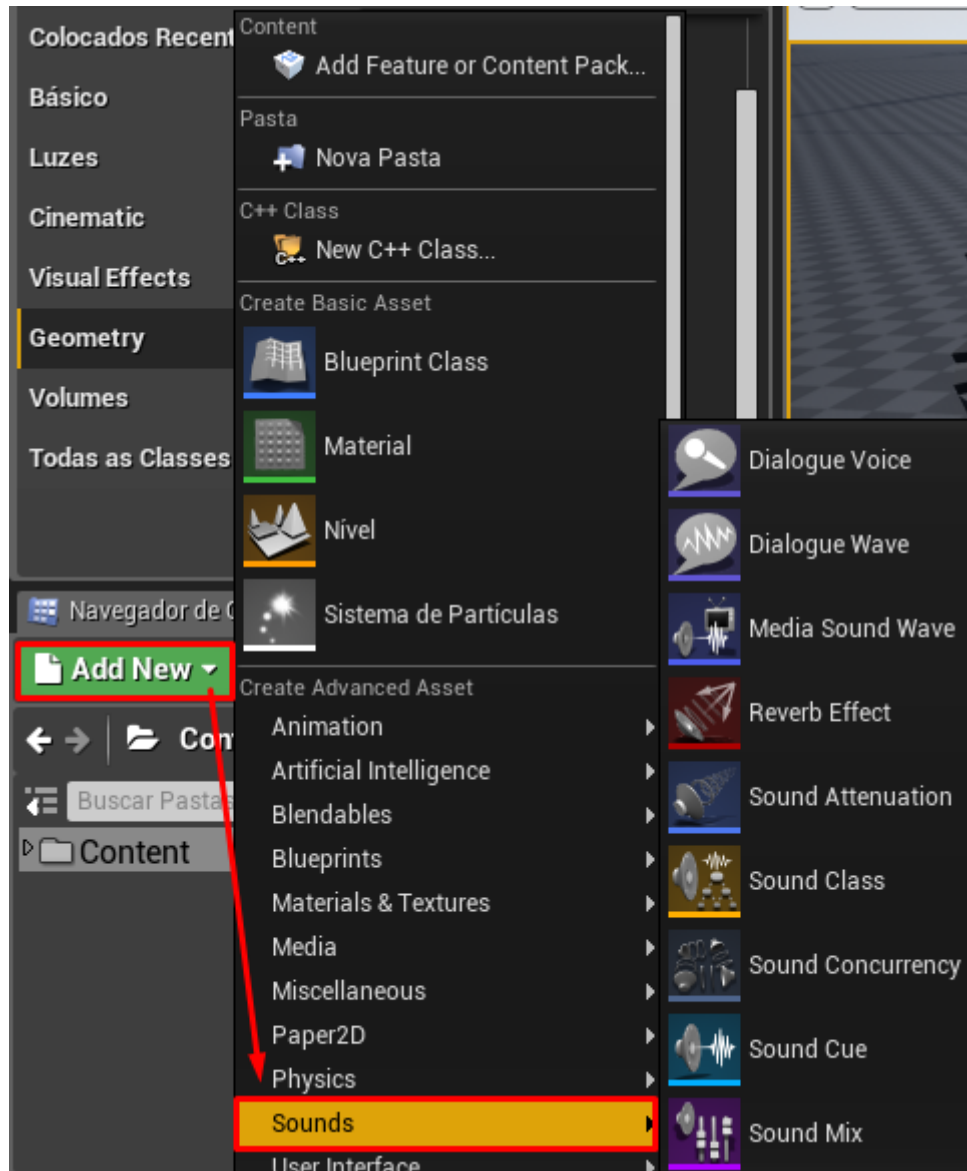 Colocados Recent
Básico
Luzes
Cinematic
Visual Effects
Geometry
Volumes
Todas as Classes
Navegador de
Add New
Buscar Pastas
Content
Content
Add Feature or Content Pack...
Pasta
Nova Pasta
C++ Class
C++
New C++ Class...
Create Basic Asset
Blueprint Class
Material
Nível
Sistema de Partículas
Create Advanced Asset
Animation
Artificial Intelligence
Blendables
Blueprints
Materials & Textures
Media
Miscellaneous
Paper2D
Physics
Sounds
User Interface
Dialogue Voice
Dialogue Wave
Media Sound Wave
Reverb Effect
Sound Attenuation
Sound Class
Sound Concurrency
Sound Cue
Sound Mix